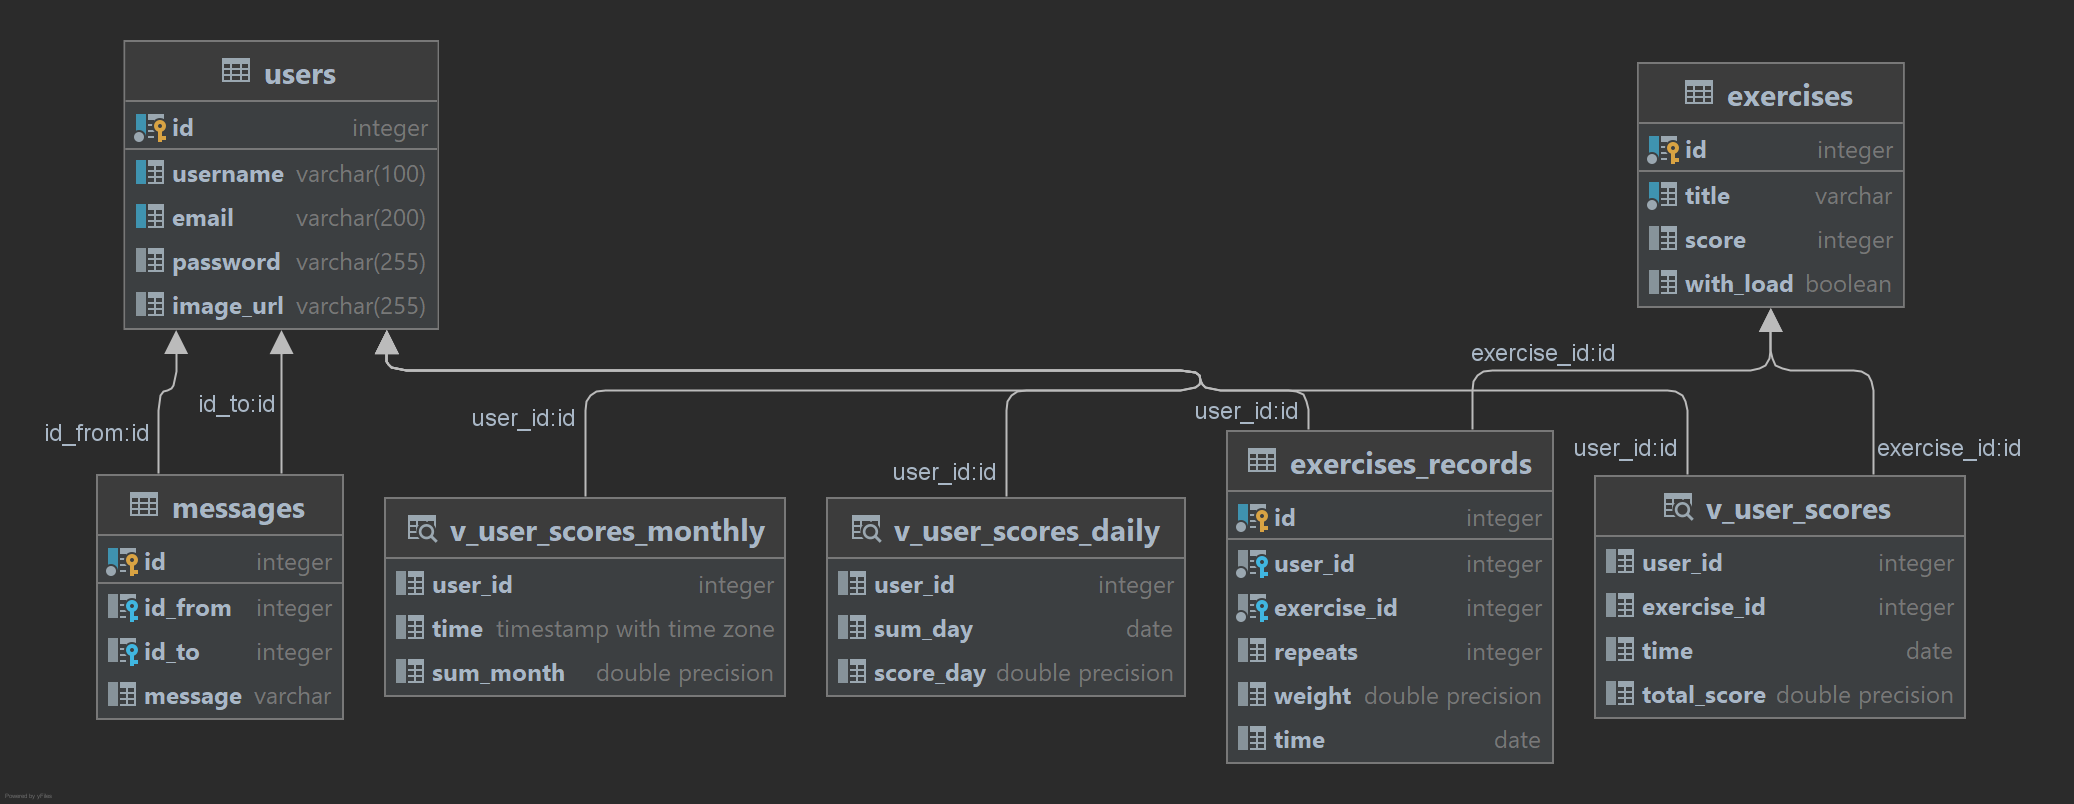 users
id integer
username varchar(100)
email varchar(200)
password varchar(255)
image_url varchar(255)
exercises
id integer
title varchar
score integer
with_load boolean
id_from:id
id_to:id
user_id:id
user_id:id
user_id:id
exercise_id:id
user_id:id
exercise_id:id
messages
id integer
id_from integer
id_to integer
message varchar
v_user_scores_monthly
user_id integer
time timestamp with time zone
sum_month double precision
v_user_scores_daily
user_id integer
sum_day date
score_day double precision
exercises_records
id integer
user_id integer
exercise_id integer
repeats integer
weight double precision
time date
v_user_scores
user_id integer
exercise_id integer
time date
total_score double precision
Powered by yFiles